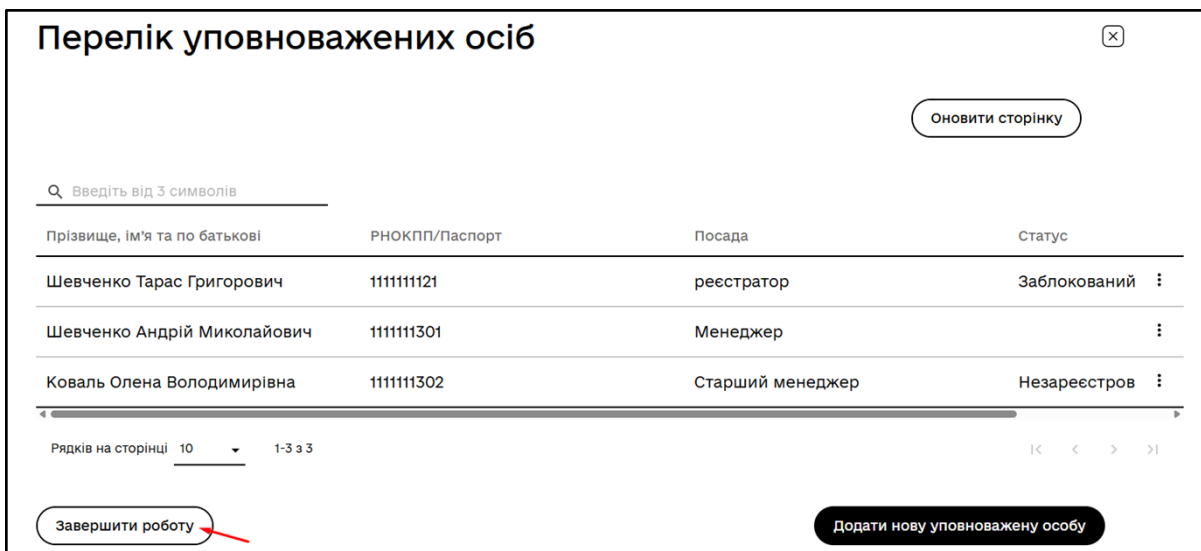 Перелік уповноважених осіб
Оновити сторінку
Введіть від 3 символів
Прізвище, ім'я та по батькові РНОКПП/Паспорт Посада Статус
Шевченко Тарас Григорович 1111111121 реєстратор Заблокований
Шевченко Андрій Миколайович 1111111301 Менеджер
Коваль Олена Володимирівна 1111111302 Старший менеджер Незареєстров
Рядків на сторінці 10 1-3 з 3
Завершити роботу Додати нову уповноважену особу